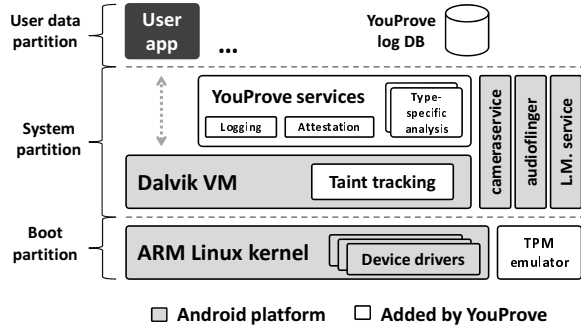 User data
partition
User
app
...
YouProve
log DB
System
partition
YouProve services
Logging
Attestation
Type-
specific
analysis
cameraservice
audioflinger
L.M. service
Dalvik VM
Taint tracking
Boot
partition
ARM Linux kernel
Device drivers
TPM
emulator
Android platform
Added by YouProve